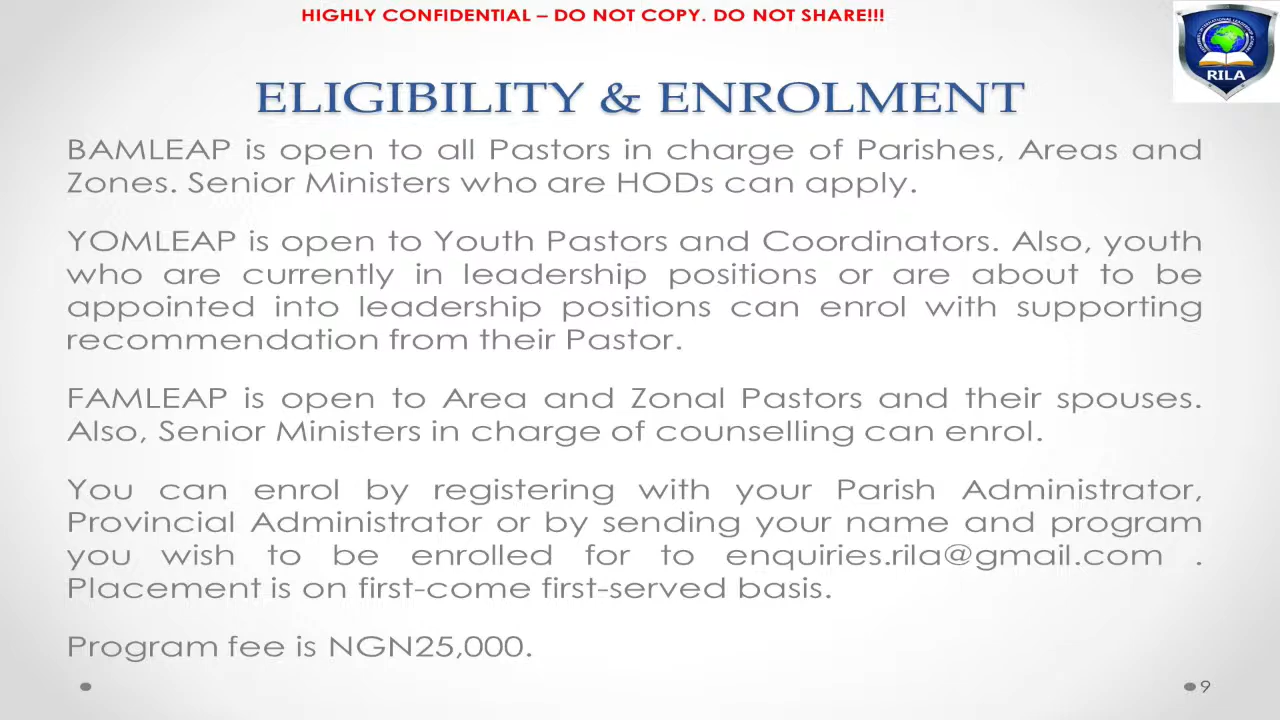 HIGHLY CONFIDENTIAL – DO NOT COPY. DO NOT SHARE!!!
RILA
ELIGIBILITY & ENROLMENT
BAMLEAP is open to all Pastors in charge of Parishes, Areas and
Zones. Senior Ministers who are HODs can apply.
YOMLEAP is open to Youth Pastors and Coordinators. Also, youth
who are currently in leadership positions or are about to be
appointed into leadership positions can enrol with supporting
recommendation from their Pastor.
FAMLEAP is open to Area and Zonal Pastors and their spouses.
Also, Senior Ministers in charge of counselling can enrol.
You can enrol by registering with your Parish Administrator,
Provincial Administrator or by sending your name and program
you wish to be enrolled for to enquiries.rila@gmail.com .
Placement is on first-come first-served basis.
Program fee is NGN25,000.
9